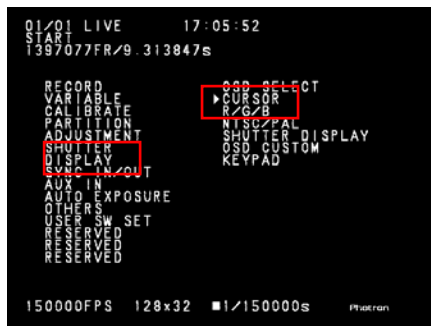 01/01 LIVE 17:05:52
START
1397077FR/9.313847s
RECORD
VARIABLE
CALIBRATE
PARTITION
ADJUSTMENT
SHUTTER
DISPLAY
SYNC IN/OUT
AUX IN
AUTO EXPOSURE
OTHERS
USER SW SET
RESERVED
RESERVED
RESERVED
OSD SELECT
▶CURSOR
R/G/B
NTSC/PAL
SHUTTER DISPLAY
OSD CUSTOM
KEYPAD
150000FPS 128x32 ■1/150000s Photron